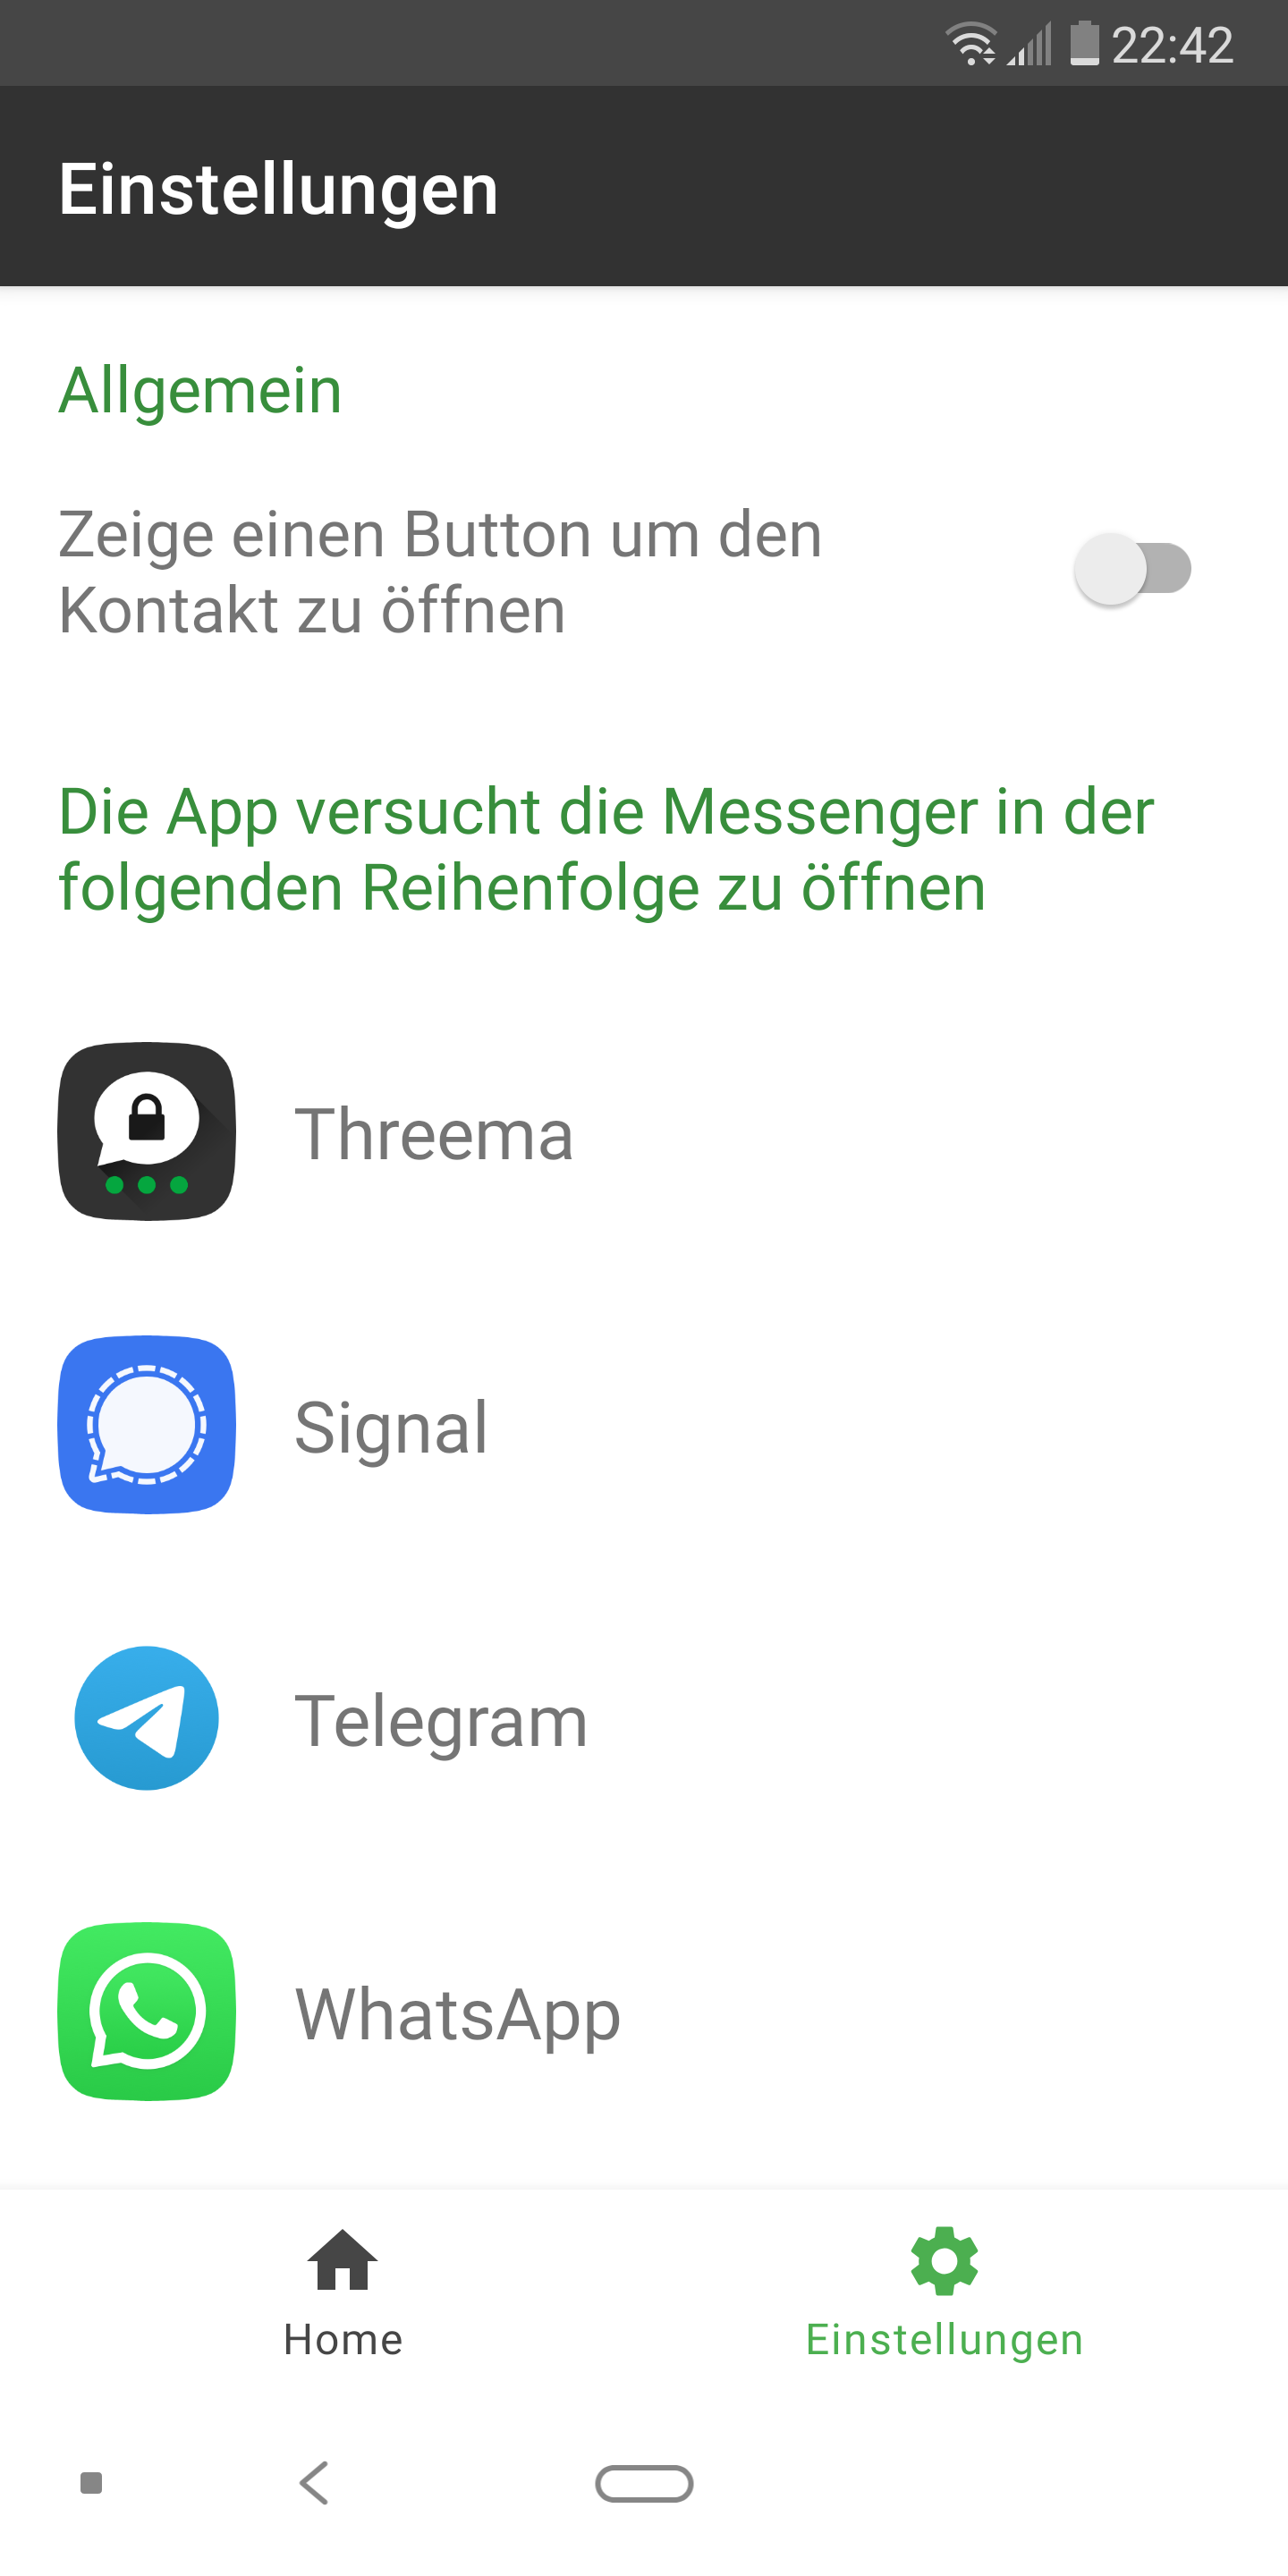 22:42
Einstellungen
Allgemein
Zeige einen Button um den
Kontakt zu öffnen
Die App versucht die Messenger in der
folgenden Reihenfolge zu öffnen
Threema
Signal
Telegram
WhatsApp
Home
Einstellungen